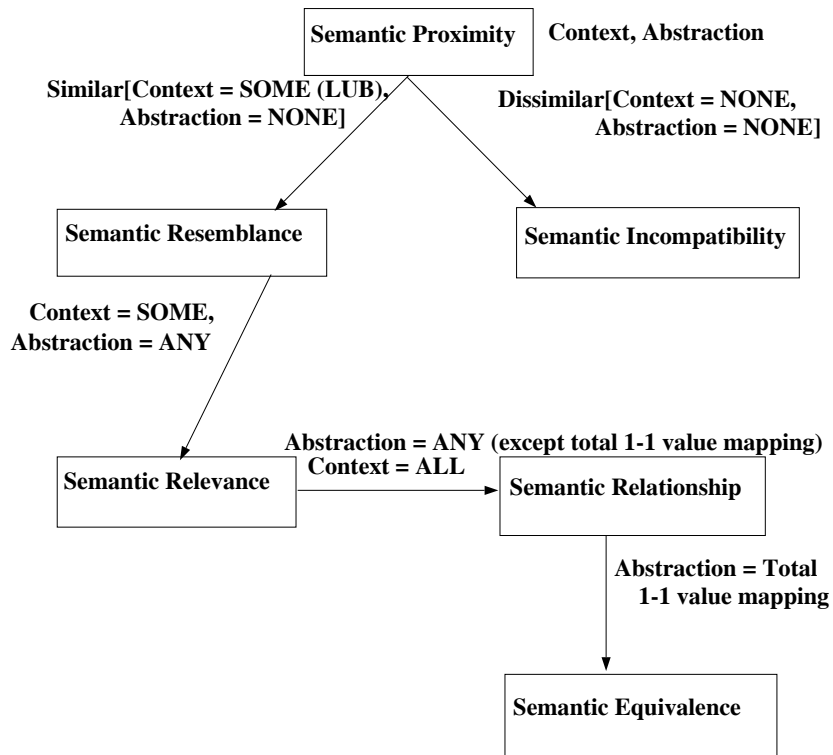 Semantic Proximity
Context, Abstraction
Similar[Context = SOME (LUB),
Abstraction = NONE]
Dissimilar[Context = NONE,
Abstraction = NONE]
Semantic Resemblance
Semantic Incompatibility
Context = SOME,
Abstraction = ANY
Abstraction = ANY (except total 1-1 value mapping)
Context = ALL
Semantic Relevance
Semantic Relationship
Abstraction = Total
1-1 value mapping
Semantic Equivalence